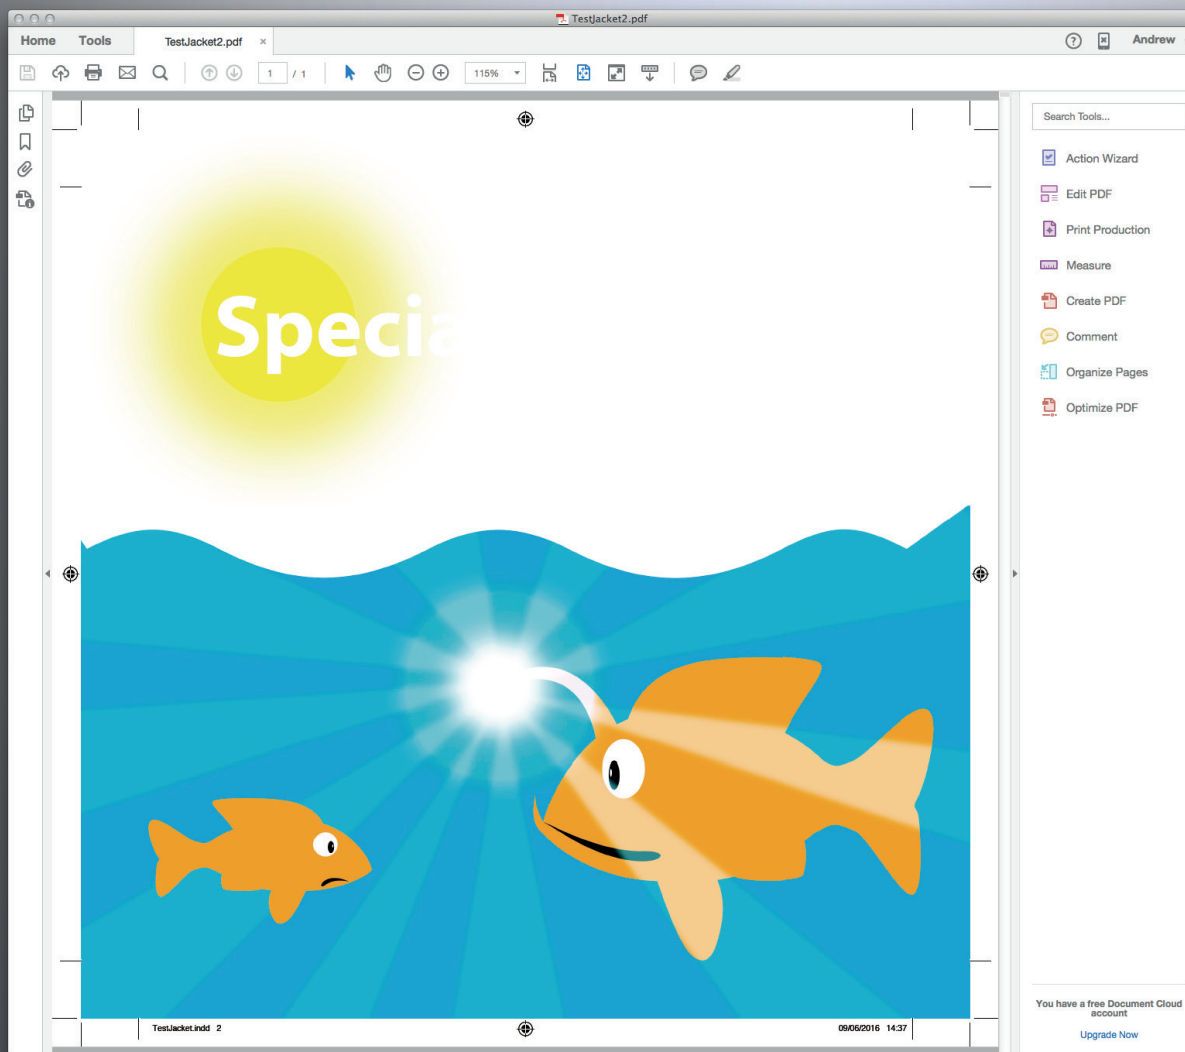 TestJacket2.pdf
Home Tools TestJacket2.pdf × Andrew
1 / 1 115%
Search Tools...
Action Wizard
Edit PDF
Print Production
Measure
Create PDF
Comment
Organize Pages
Optimize PDF
Specia
TestJacket.indd 2 09/06/2016 14:37
You have a free Document Cloud
account
Upgrade Now